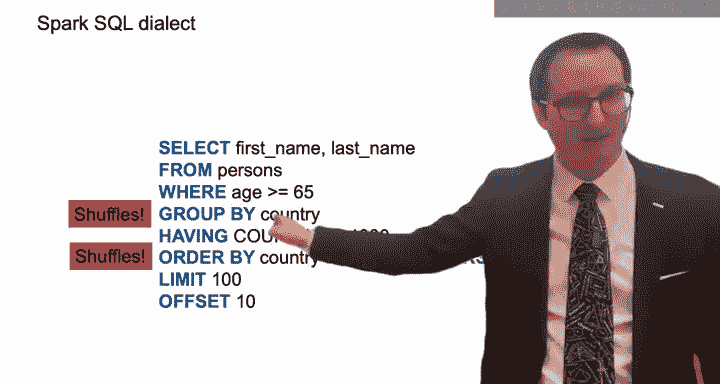 Spark SQL dialect
SELECT first_name, last_name
FROM persons
WHERE age >= 65
Shuffles! GROUP BY country
HAVING
Shuffles! ORDER BY country
LIMIT 100
OFFSET 10